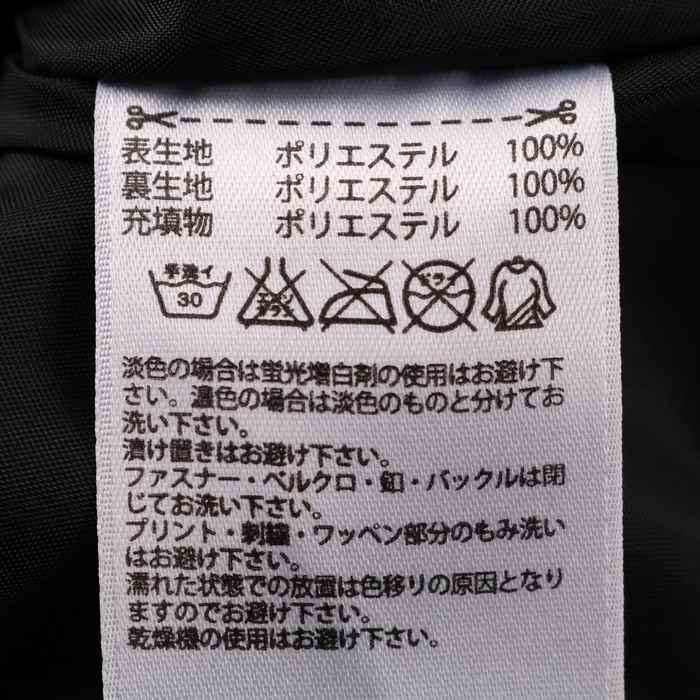 表生地 ポリエステル 100%
裏生地 ポリエステル 100%
充填物 ポリエステル 100%
手洗イ
30
エンソ
サラシ
ドライ
淡色の場合は蛍光増白剤の使用はお避け下
さい。濃色の場合は淡色のものと分けてお
洗い下さい。
漬け置きはお避け下さい。
ファスナー・ベルクロ・釦・バックルは閉
じてお洗い下さい。
プリント・刺繍・ワッペン部分のもみ洗い
はお避け下さい。
濡れた状態での放置は色移りの原因となり
ますのでお避け下さい。
乾燥機の使用はお避け下さい。